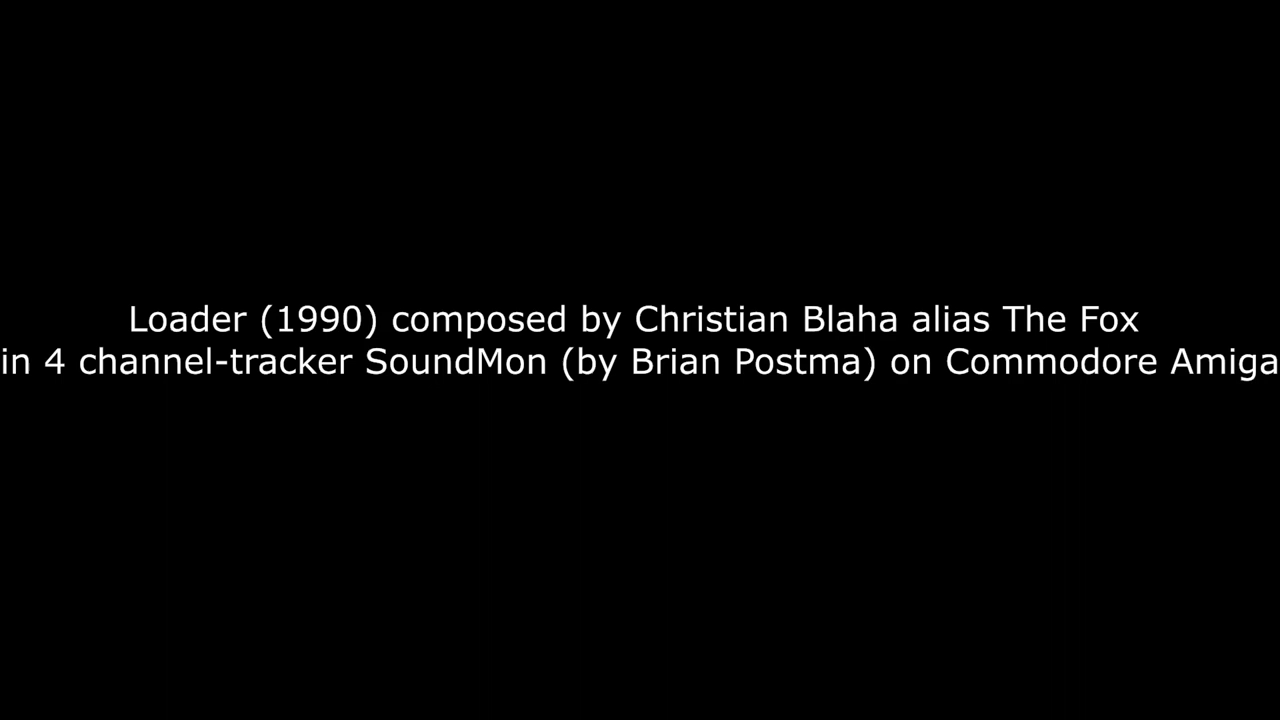 Loader (1990) composed by Christian Blaha alias The Fox
in 4 channel-tracker SoundMon (by Brian Postma) on Commodore Amiga